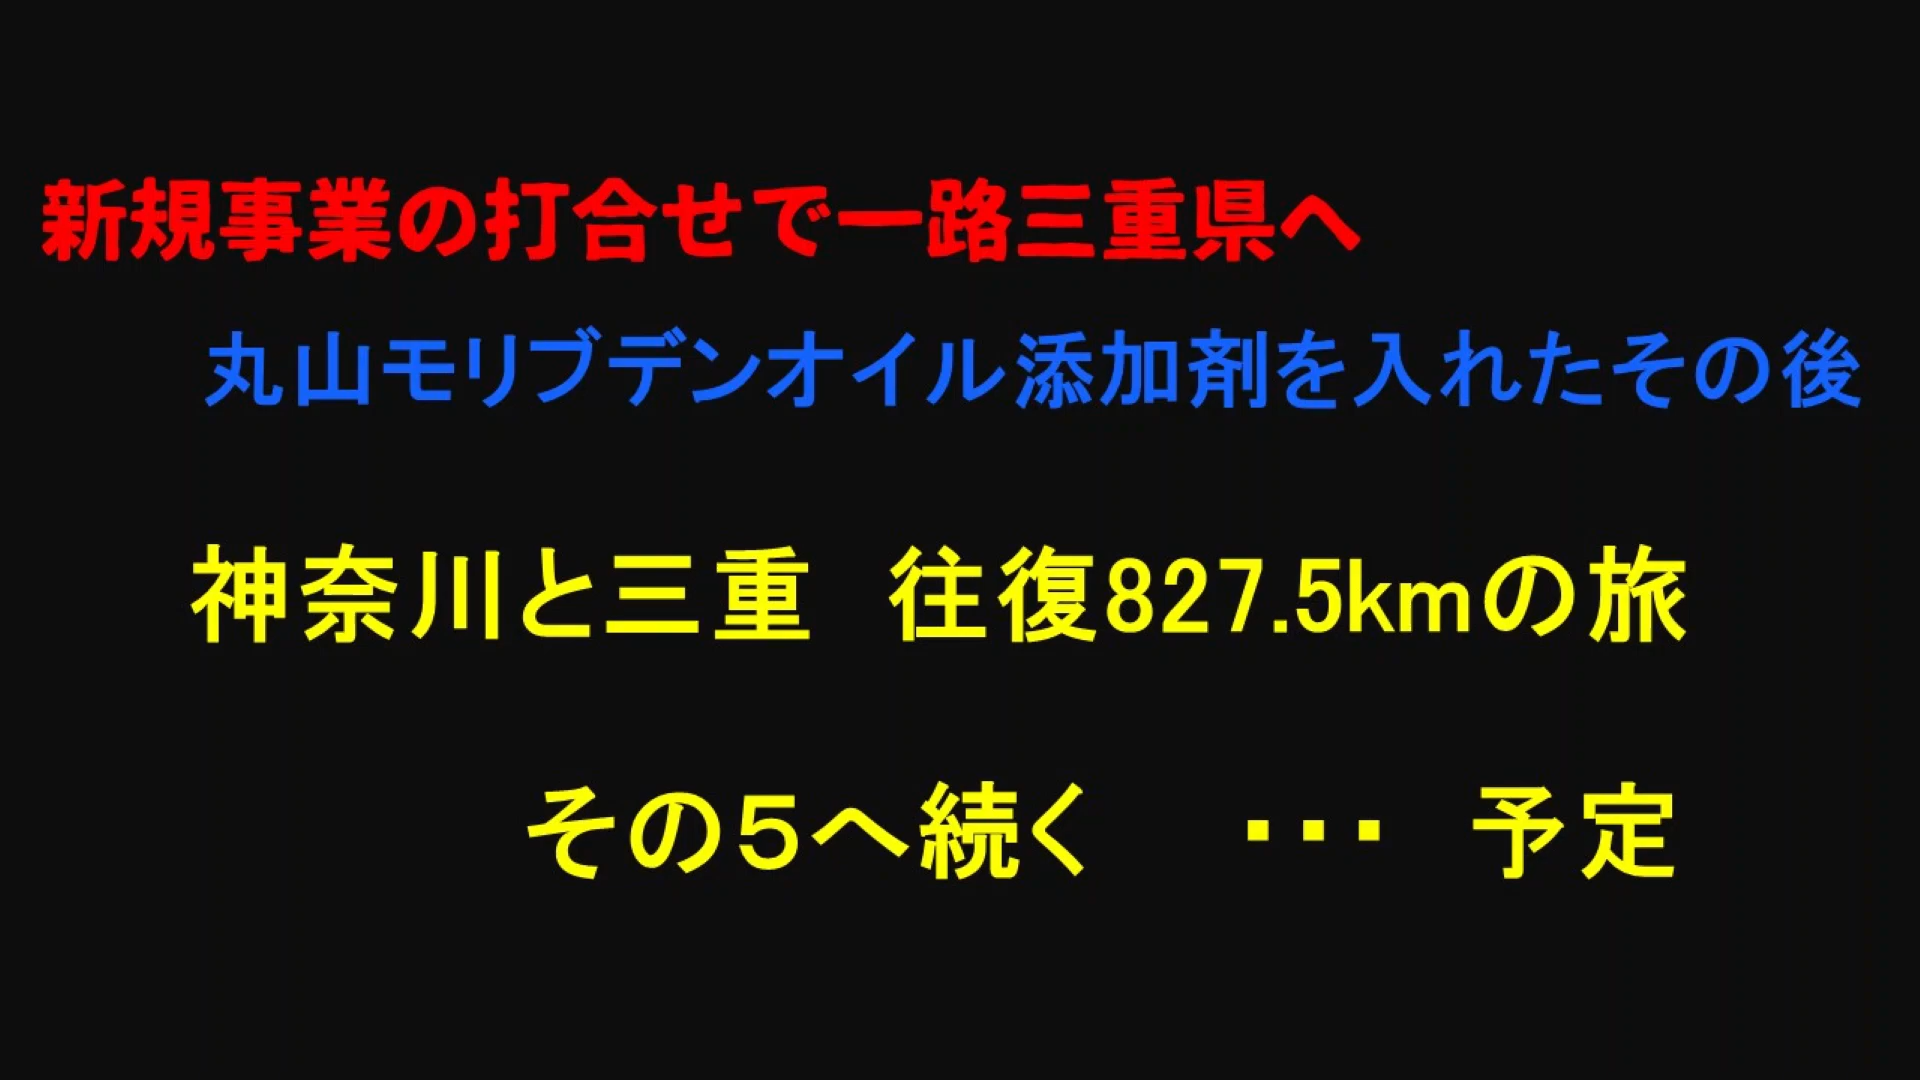 新規事業の打合せで一路三重県へ
丸山モリブデンオイル添加剤を入れたその後
神奈川と三重　往復827.5kmの旅
その５へ続く　・・・　予定